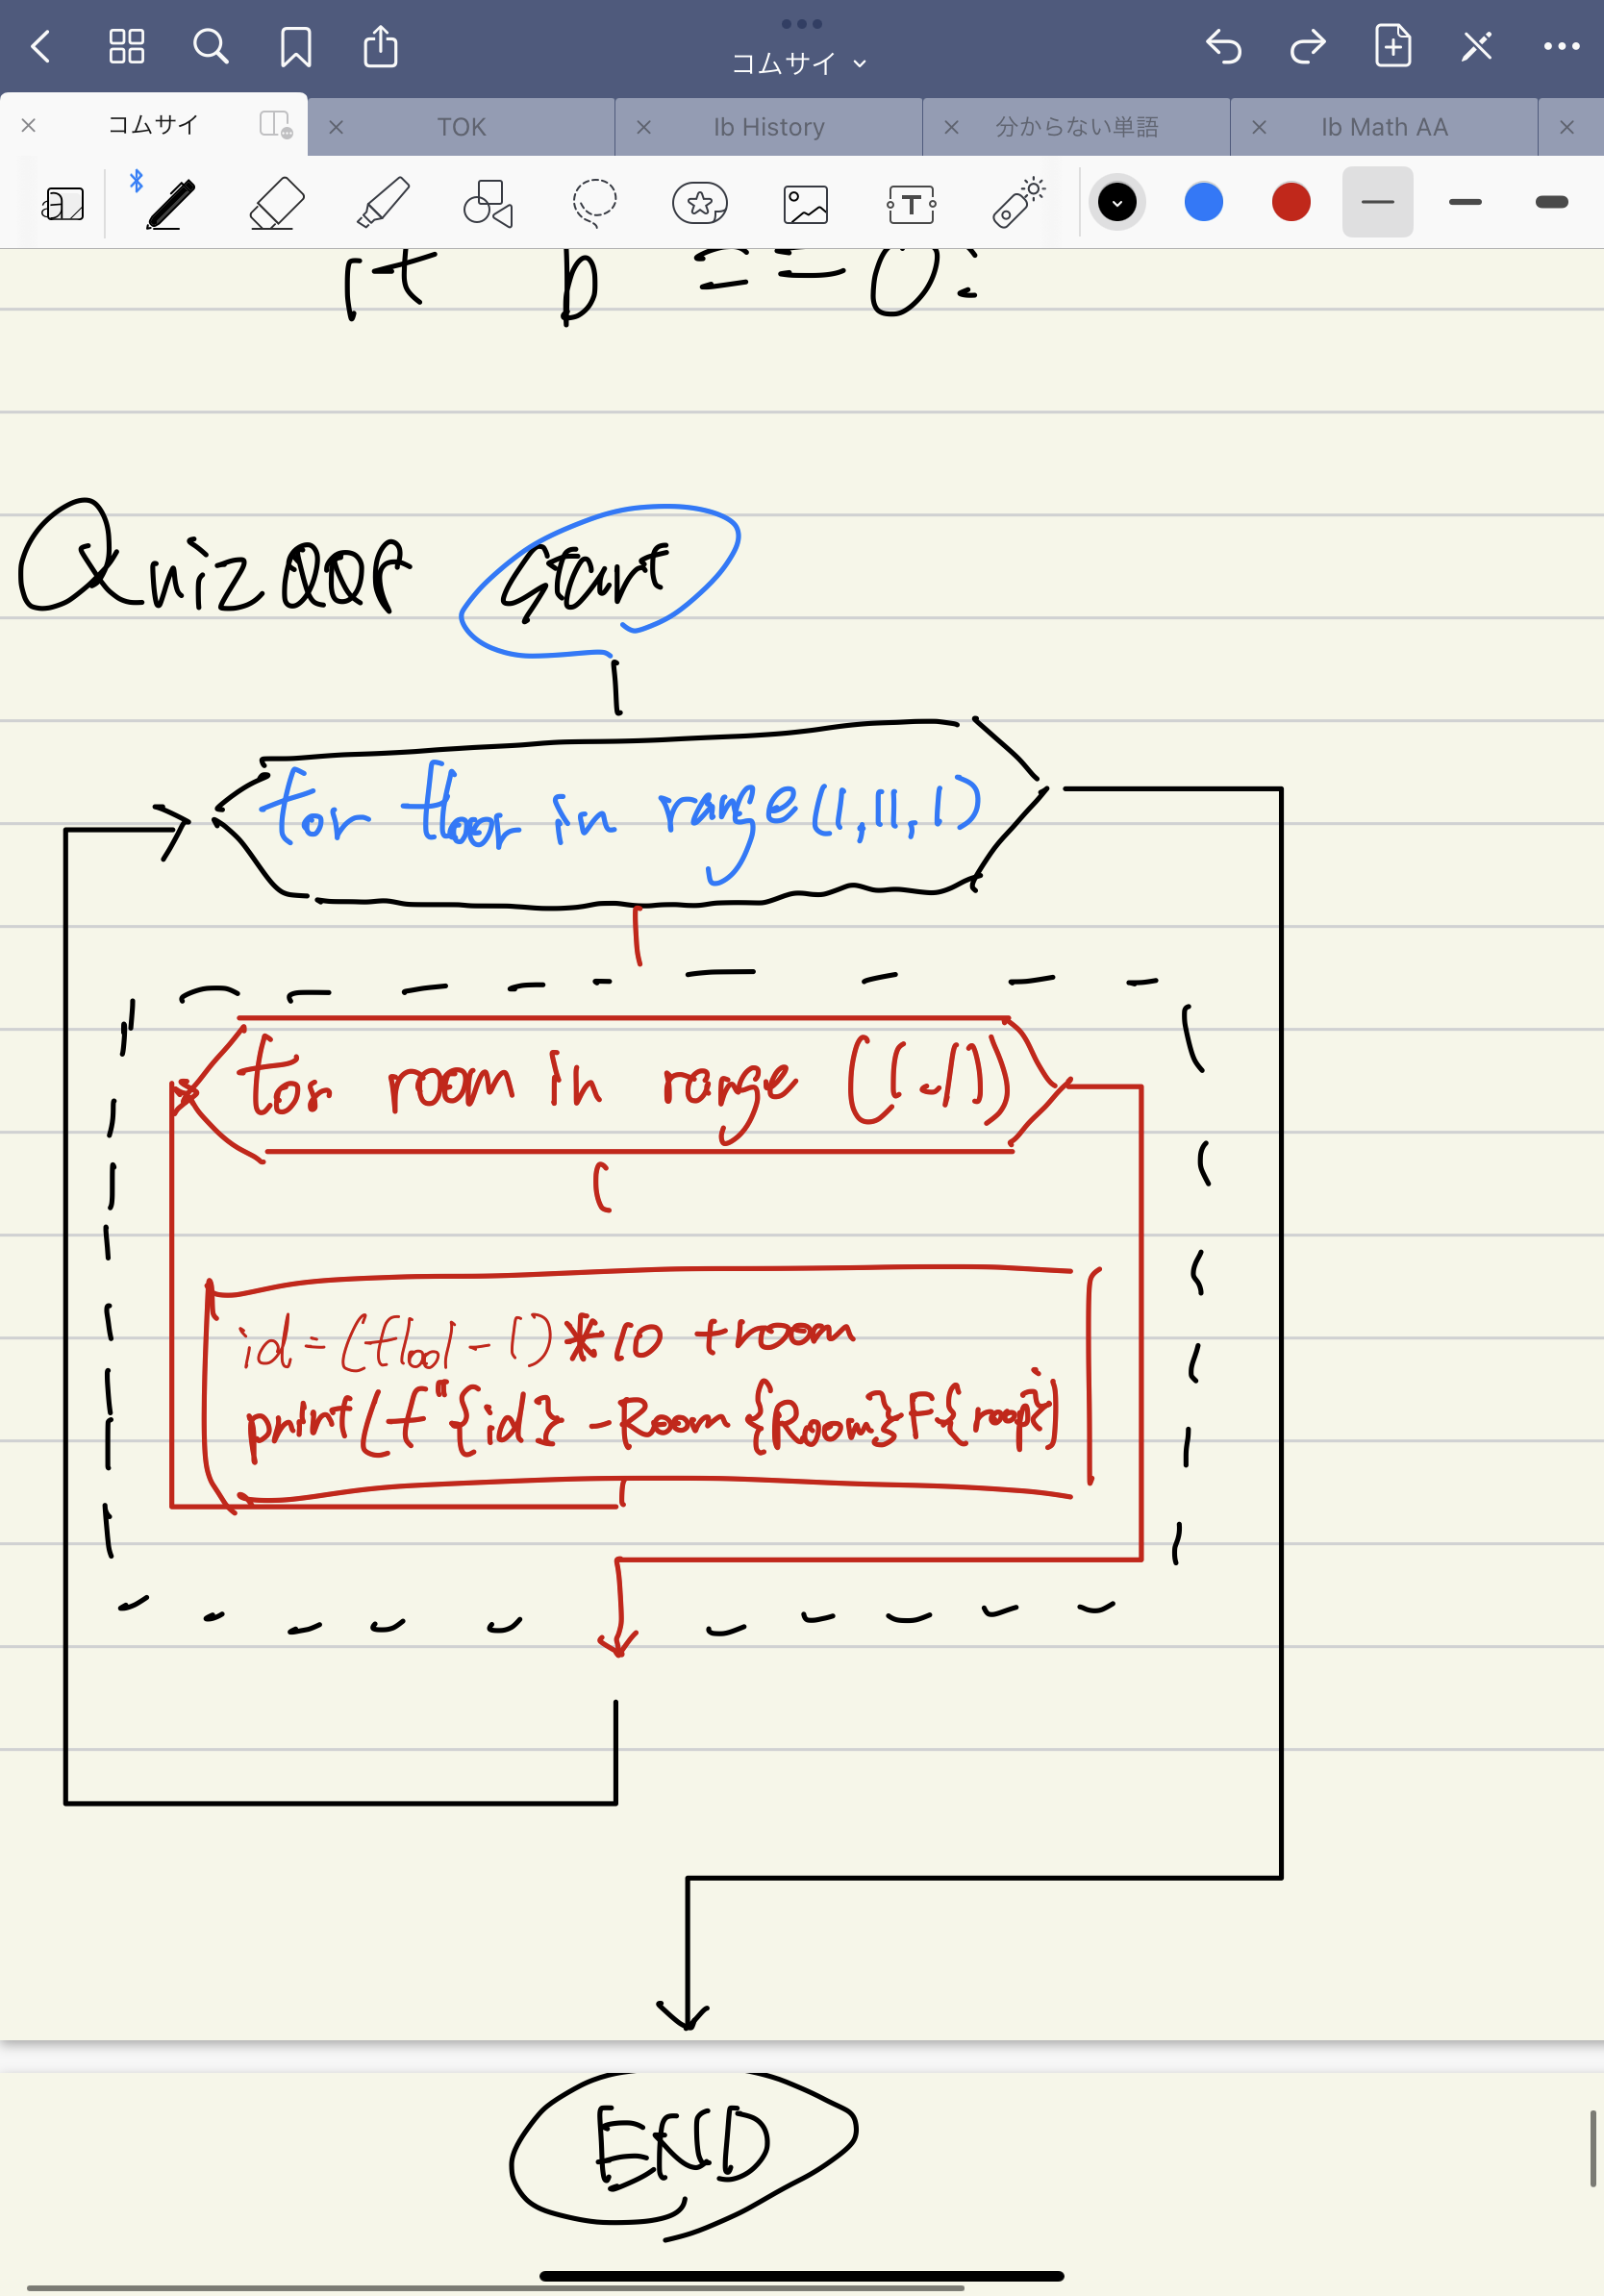 コムサイ
コムサイ TOK Ib History 分からない単語 Ib Math AA
if b == 0:
Start
for floor in range(1,11,1)
for room in range
id=(floor-1)*10 +room
print(f"{id} - Room {Room} F{room}
END